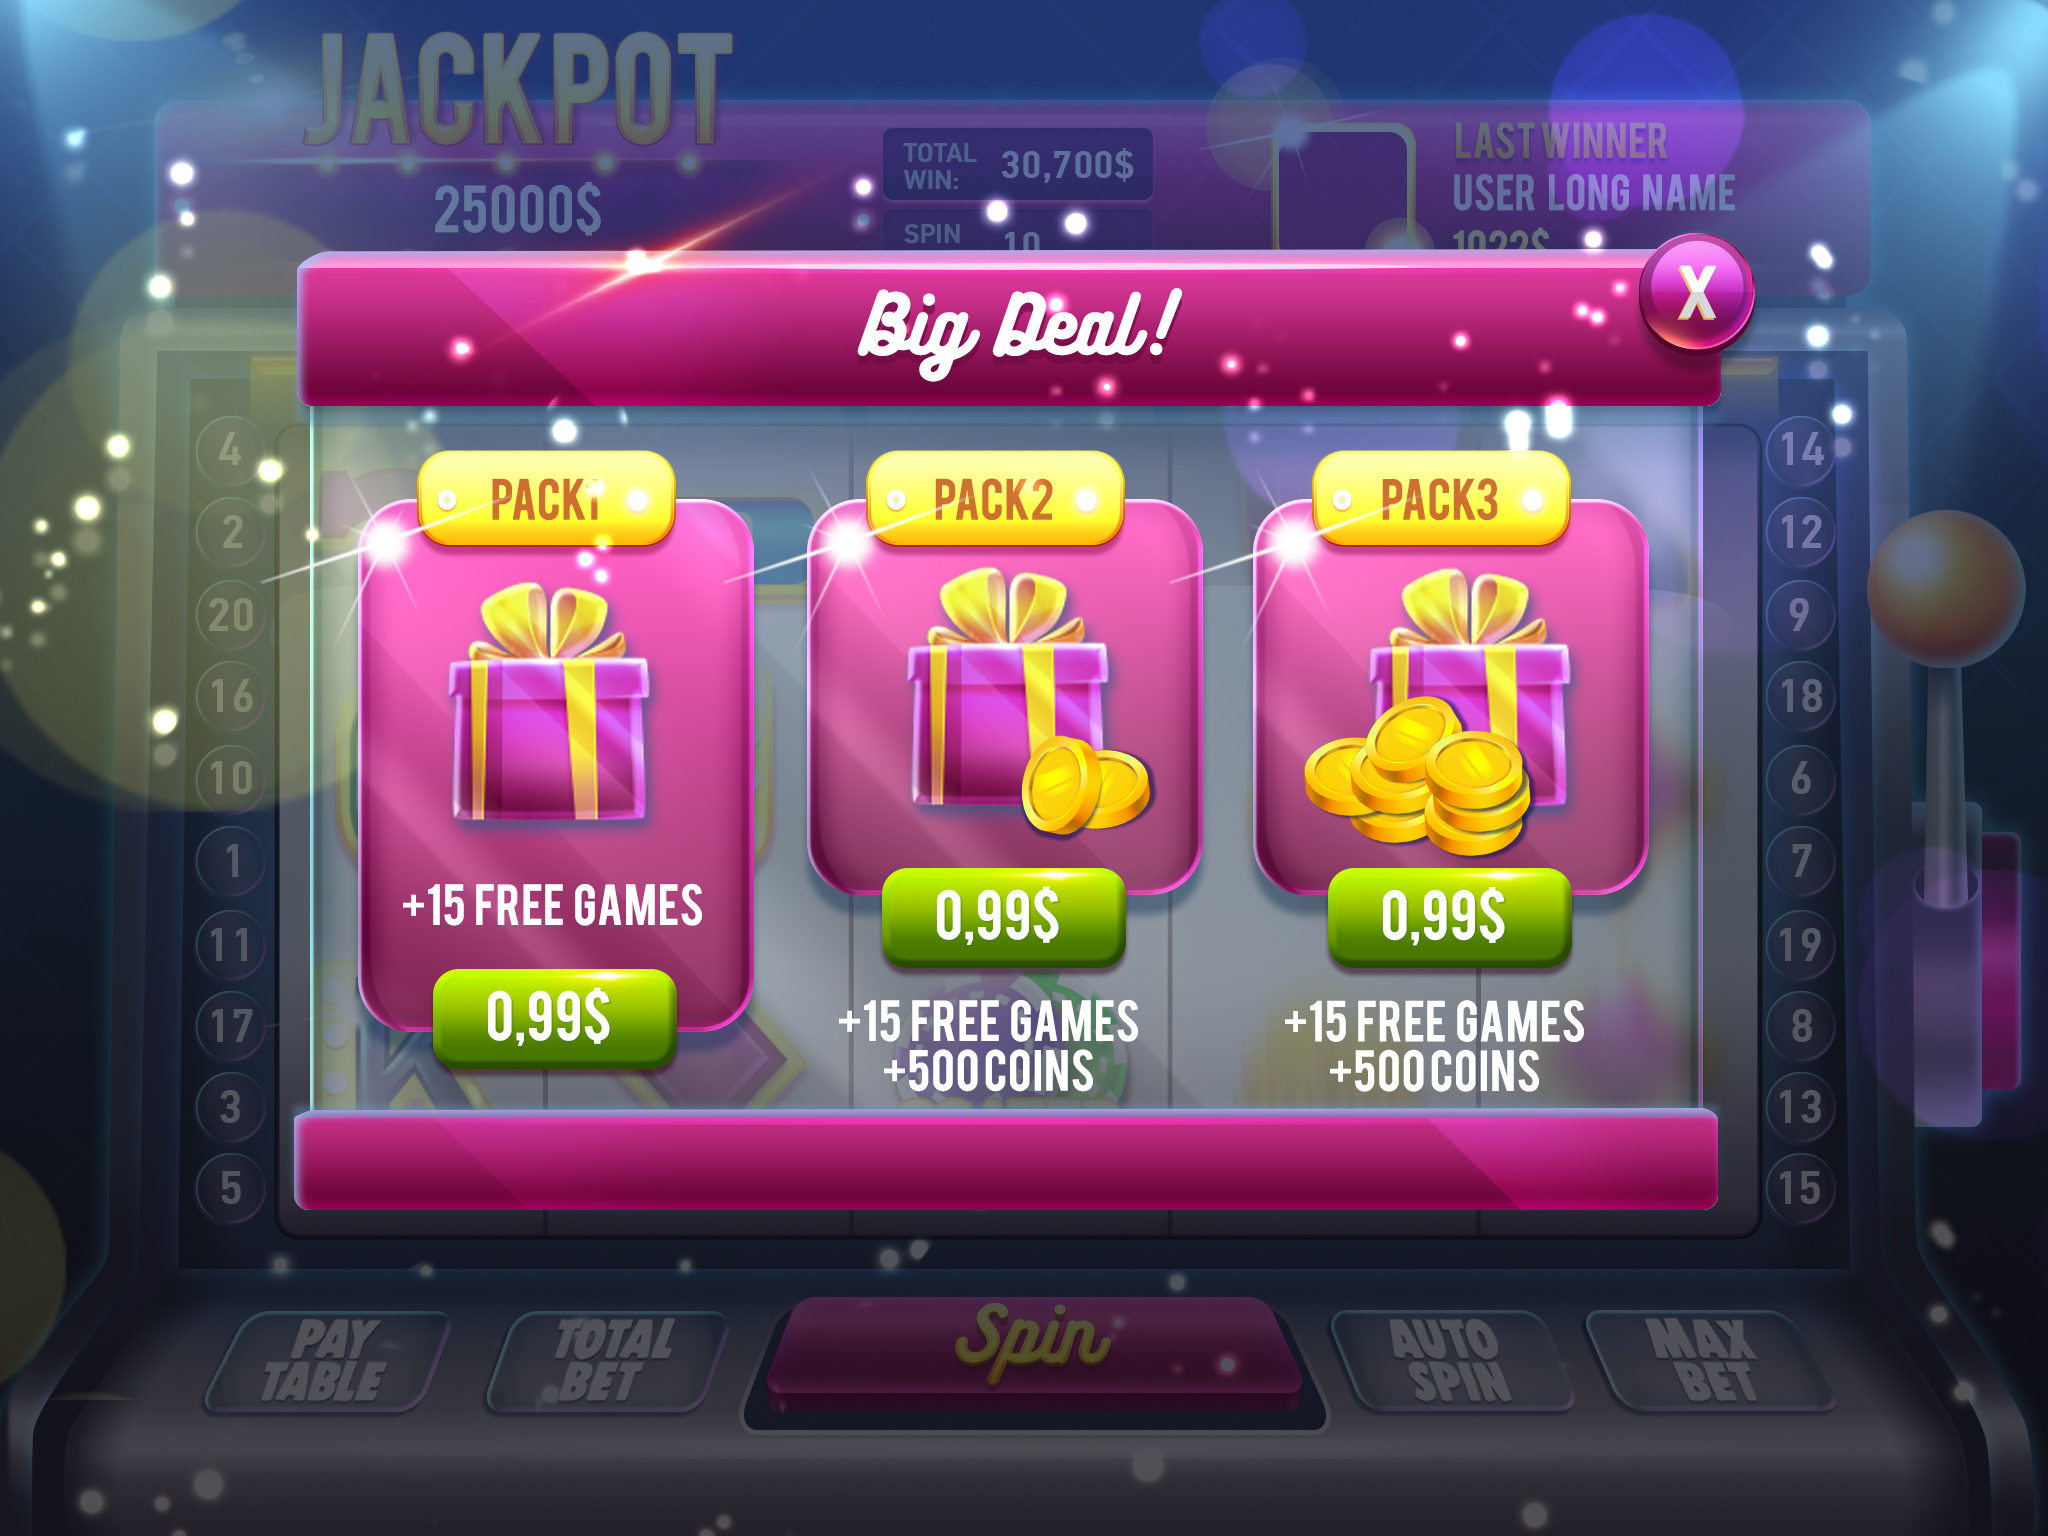 JACKPOT
25000$
TOTAL WIN: 30,700$
SPIN 10
LAST WINNER
USER LONG NAME
1022$
Big Deal!
X
PACK1
PACK2
PACK3
+15 FREE GAMES
0,99$
0,99$
+15 FREE GAMES
+500 COINS
0,99$
+15 FREE GAMES
+500 COINS
4
2
20
16
10
1
11
17
3
5
14
12
9
18
6
7
19
8
13
15
PAY
TABLE
TOTAL
BET
Spin
AUTO
SPIN
MAX
BET